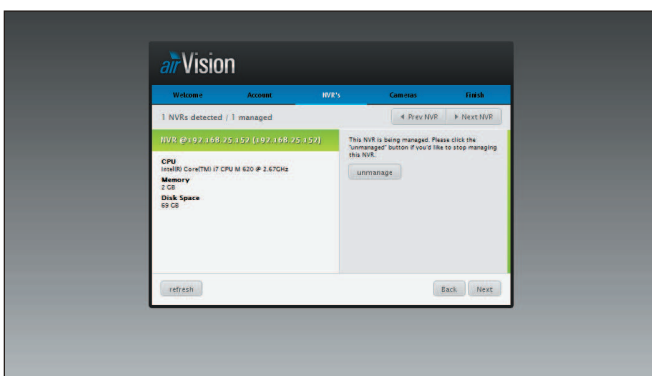 airVision
Welcome Account NVR's Cameras Finish
1 NVRs detected / 1 managed
Prev NVR Next NVR
NVR @192.168.25.152 (192.168.25.152)
CPU
Intel(R) Core(TM) i7 CPU M 620 @ 2.67GHz
Memory
2 GB
Disk Space
69 GB
This NVR is being managed. Please click the
"unmanaged" button if you'd like to stop managing
this NVR.
unmanage
refresh
Back Next